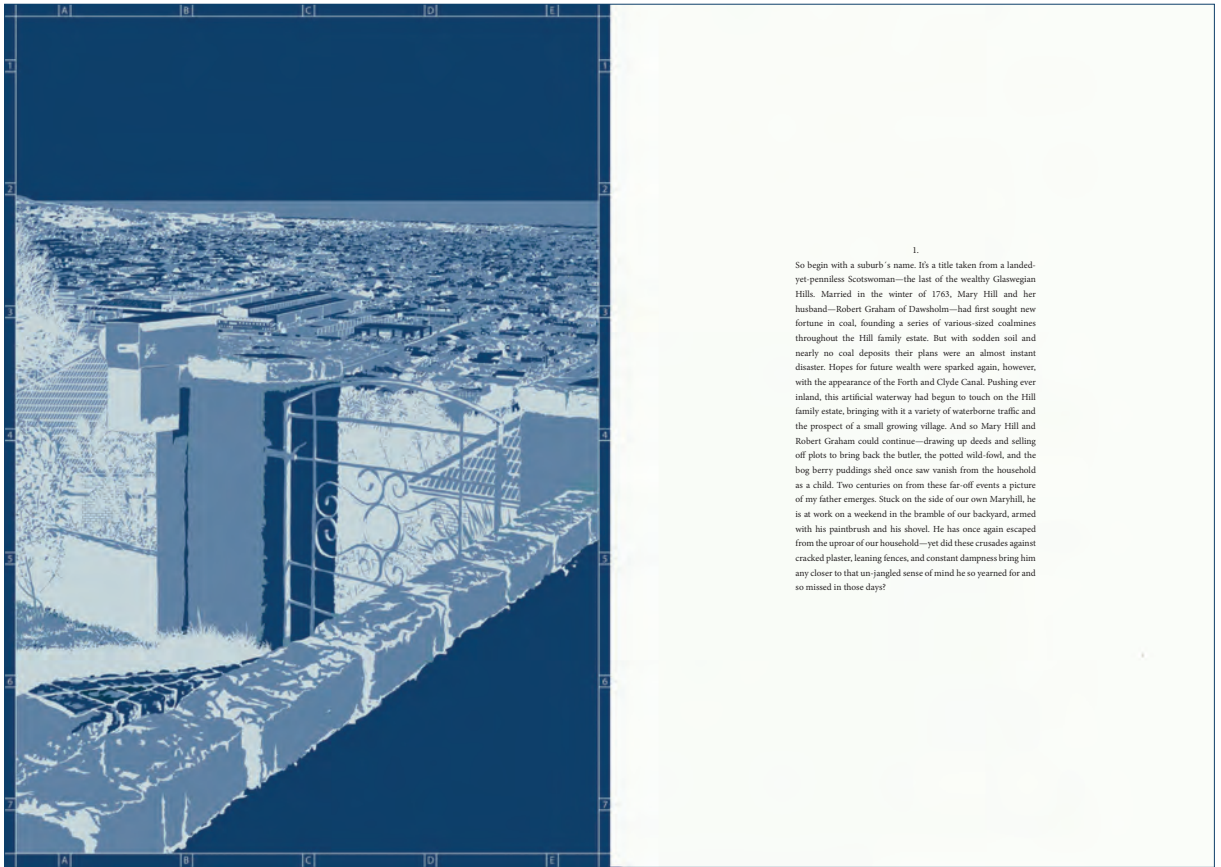 A B C D E
1 1
2 2
3 3
4 4
5 5
6 6
7 7
A B C D E
1.
So begin with a suburb´s name. It's a title taken from a landed-
yet-penniless Scotswoman—the last of the wealthy Glaswegian
Hills. Married in the winter of 1763, Mary Hill and her
husband—Robert Graham of Dawsholm—had first sought new
fortune in coal, founding a series of various-sized coalmines
throughout the Hill family estate. But with sodden soil and
nearly no coal deposits their plans were an almost instant
disaster. Hopes for future wealth were sparked again, however,
with the appearance of the Forth and Clyde Canal. Pushing ever
inland, this artificial waterway had begun to touch on the Hill
family estate, bringing with it a variety of waterborne traffic and
the prospect of a small growing village. And so Mary Hill and
Robert Graham could continue—drawing up deeds and selling
off plots to bring back the butler, the potted wild-fowl, and the
bog berry puddings she'd once saw vanish from the household
as a child. Two centuries on from these far-off events a picture
of my father emerges. Stuck on the side of our own Maryhill, he
is at work on a weekend in the bramble of our backyard, armed
with his paintbrush and his shovel. He has once again escaped
from the uproar of our household—yet did these crusades against
cracked plaster, leaning fences, and constant dampness bring him
any closer to that un-jangled sense of mind he so yearned for and
so missed in those days?